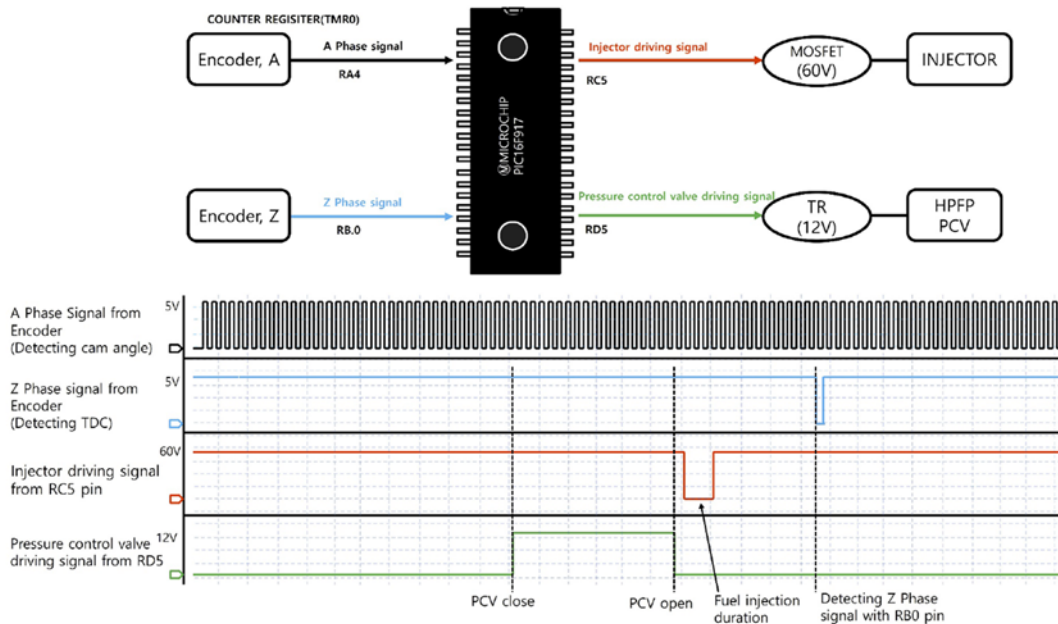 COUNTER REGISITER(TMR0)
Encoder, A
A Phase signal
RA4
MICROCHIP
PIC16F917
Injector driving signal
RC5
MOSFET
(60V)
INJECTOR
Encoder, Z
Z Phase signal
RB.0
Pressure control valve driving signal
RD5
TR
(12V)
HPFP
PCV
A Phase Signal from
Encoder
(Detecting cam angle)
5V
Z Phase signal from
Encoder
(Detecting TDC)
5V
Injector driving signal
from RC5 pin
60V
Pressure control valve
driving signal from RD5
12V
PCV close
PCV open
Fuel injection
duration
Detecting Z Phase
signal with RB0 pin